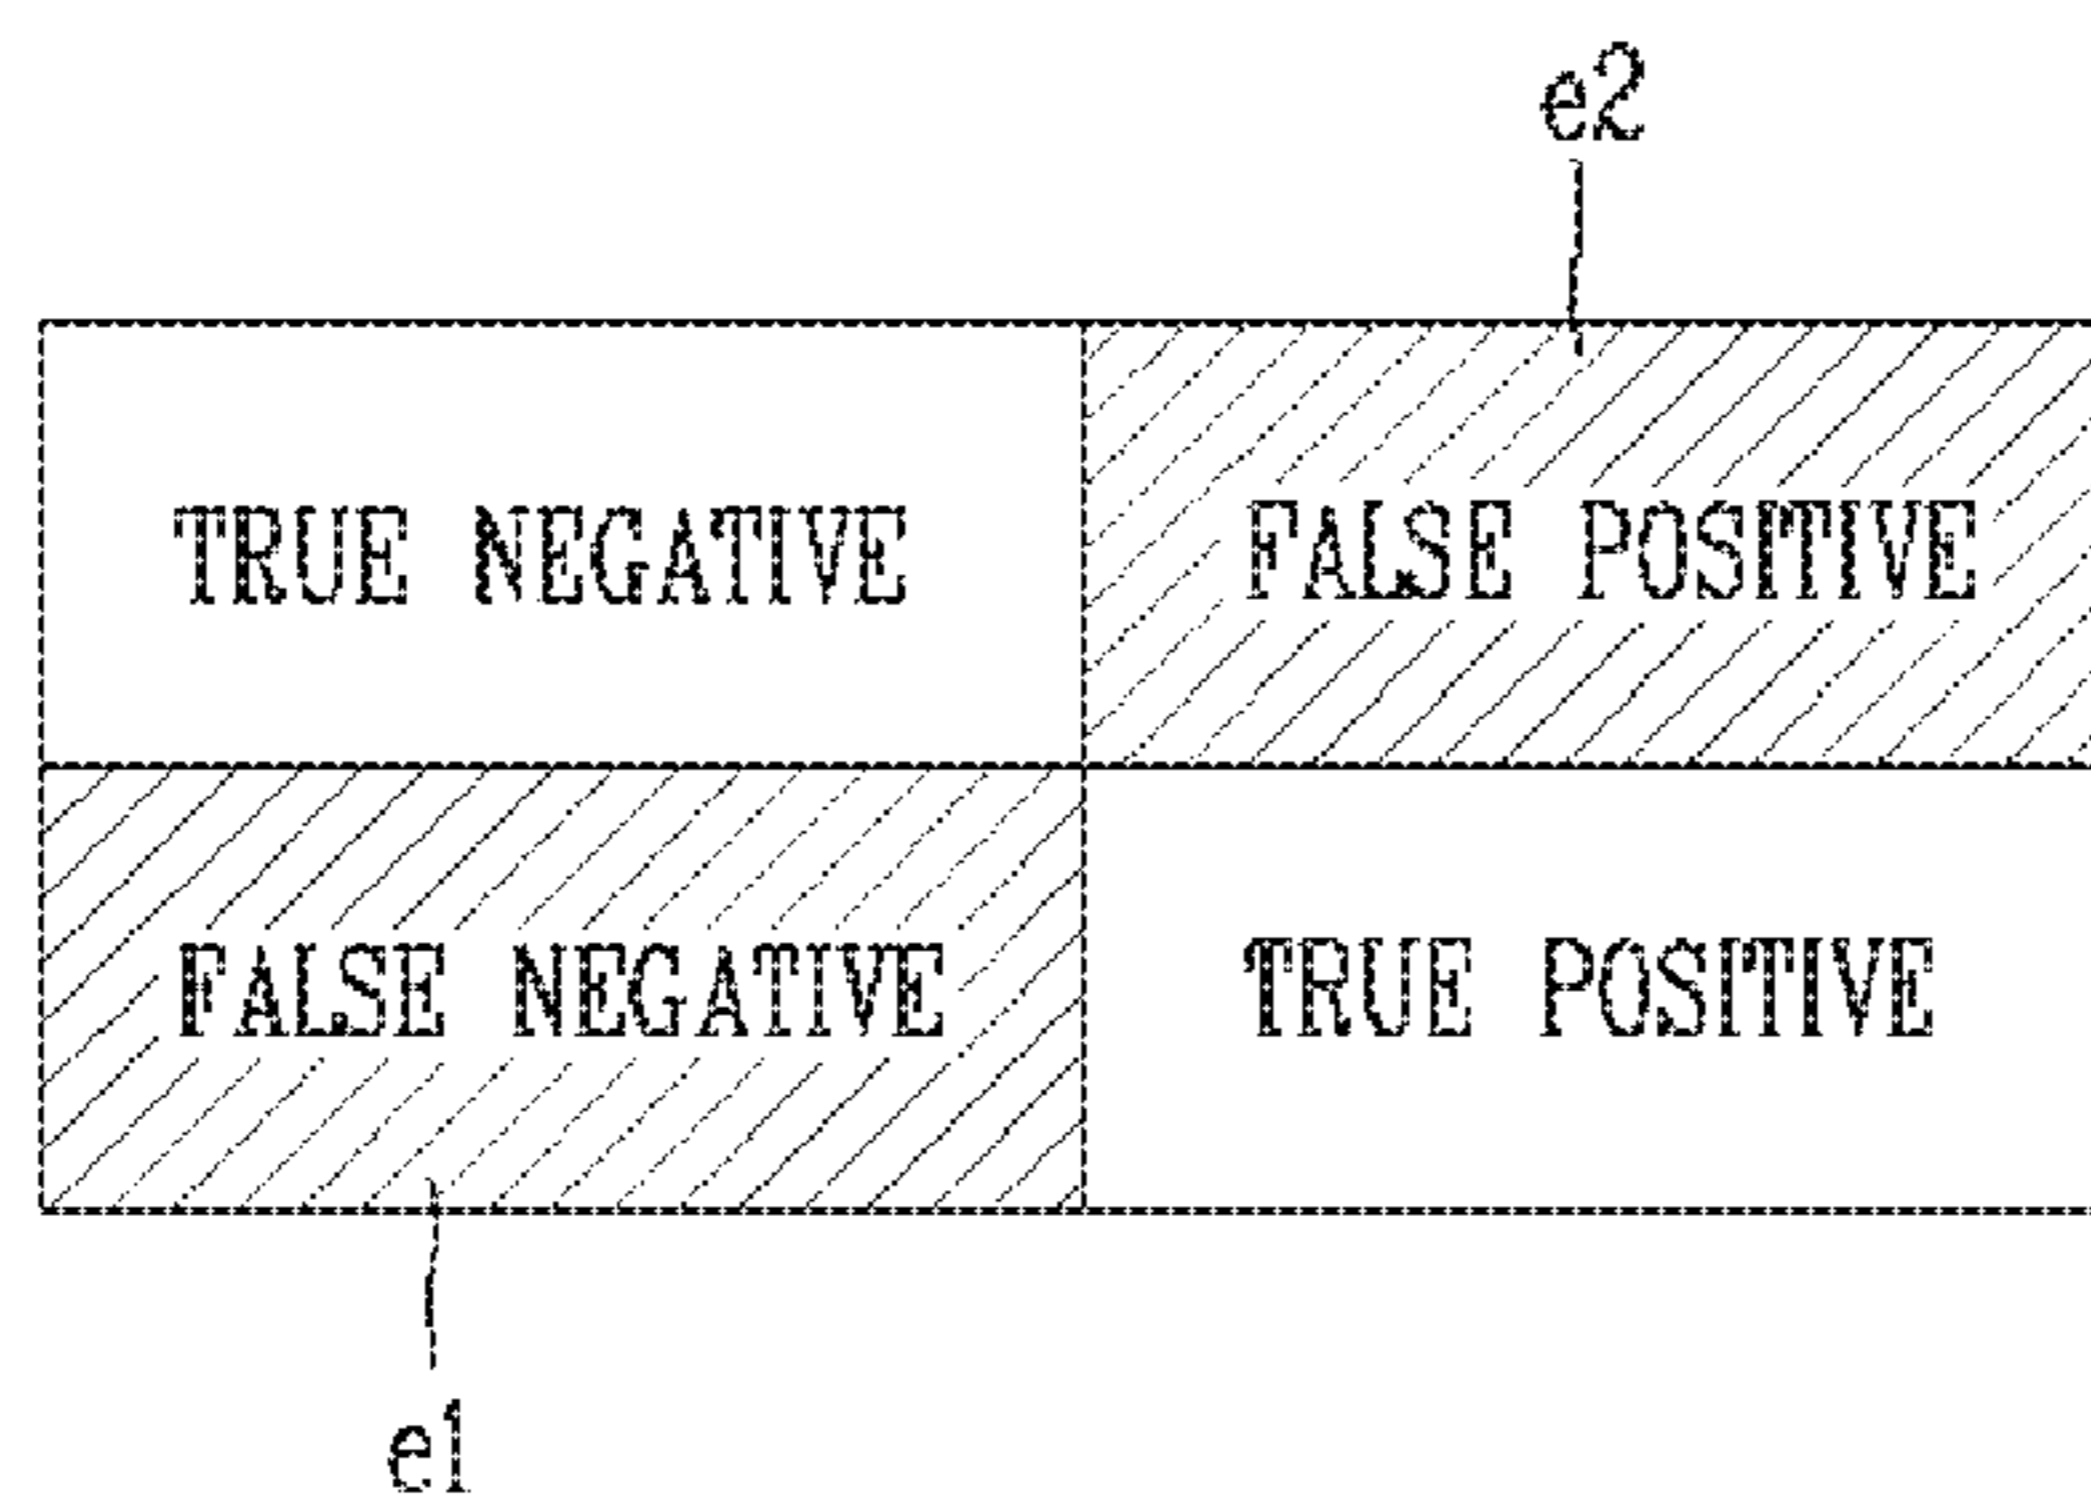 e2
TRUE NEGATIVE
FALSE POSITIVE
FALSE NEGATIVE
TRUE POSITIVE
e1